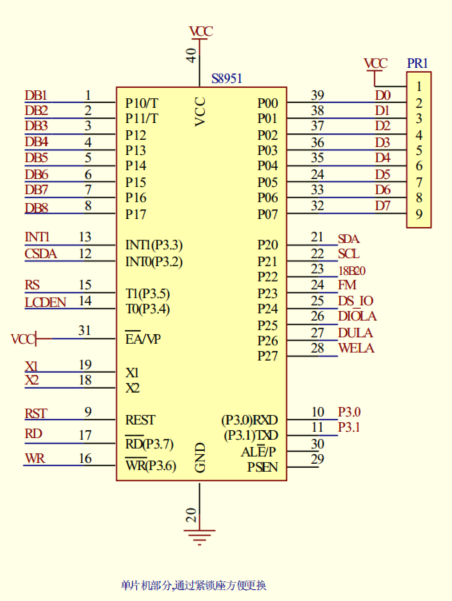 VCC
40
S8951
VCC
PR1
DB1 1 P10/T VCC P00 39 D0 1
DB2 2 P11/T P01 38 D1 2
DB3 3 P12 P02 37 D2 3
DB4 4 P13 P03 36 D3 4
DB5 5 P14 P04 35 D4 5
DB6 6 P15 P05 24 D5 6
DB7 7 P16 P06 33 D6 7
DB8 8 P17 P07 32 D7 8
9
INT1 13 INT1(P3.3) P20 21 SDA
CSDA 12 INT0(P3.2) P21 22 SCL
P22 23 18B20
RS 15 T1(P3.5) P23 24 FM
LCDEN 14 T0(P3.4) P24 25 DS_IO
P25 26 DIOLA
VCC 31 EA/VP P26 27 DULA
P27 28 WELA
X1 19 X1
X2 18 X2
RST 9 REST (P3.0)RXD 10 P3.0
RD 17 RD(P3.7) (P3.1)TXD 11 P3.1
ALE/P 30
WR 16 WR(P3.6) GND PSEN 29
20
单片机部分,通过紧锁座方便更换